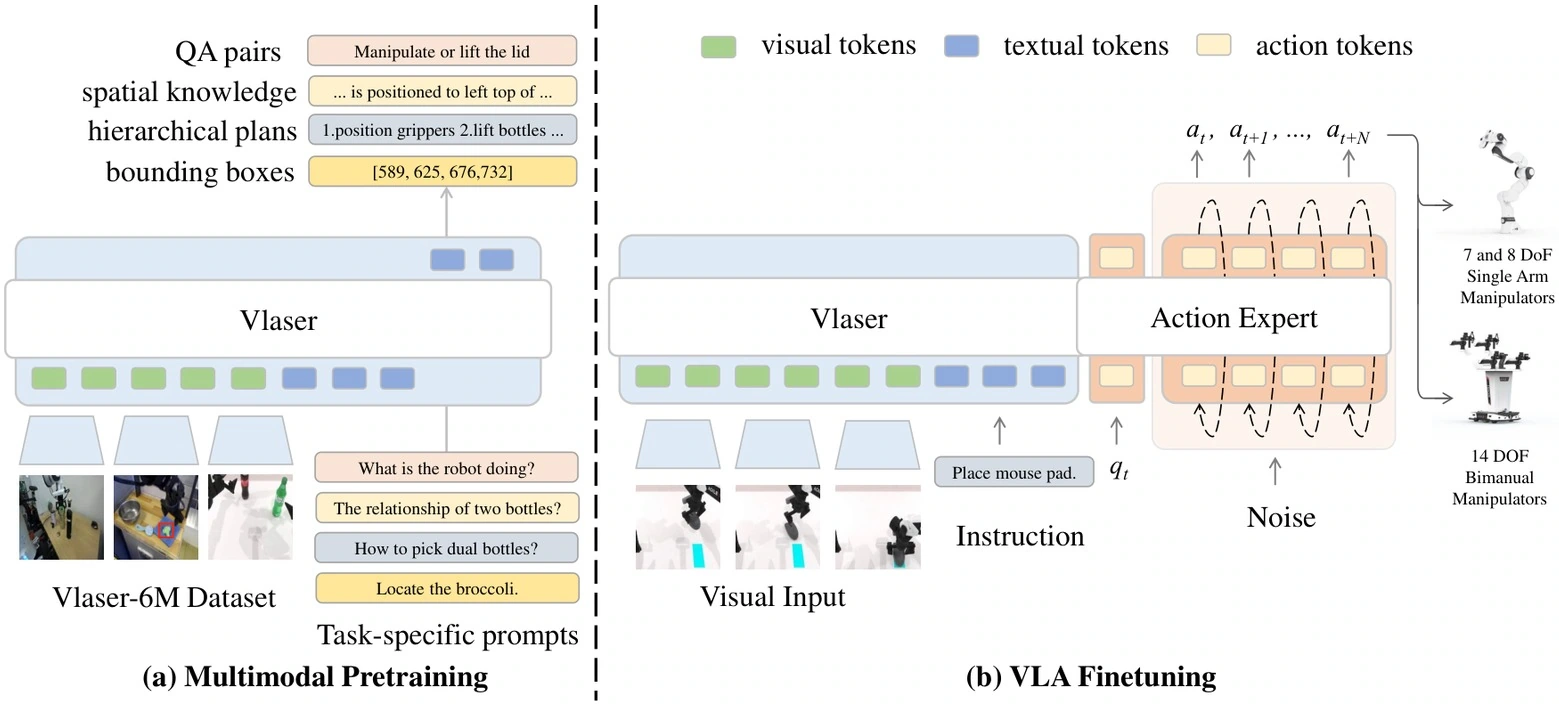 QA pairs
Manipulate or lift the lid
spatial knowledge
... is positioned to left top of ...
hierarchical plans
1.position grippers 2.lift bottles ...
bounding boxes
[589, 625, 676,732]
Vlaser
What is the robot doing?
The relationship of two bottles?
How to pick dual bottles?
Locate the broccoli.
Vlaser-6M Dataset
Task-specific prompts
(a) Multimodal Pretraining
visual tokens
textual tokens
action tokens
a_t, a_{t+1}, ..., a_{t+N}
Vlaser
Action Expert
7 and 8 DoF
Single Arm
Manipulators
14 DOF
Bimanual
Manipulators
Place mouse pad.
q_t
Instruction
Noise
Visual Input
(b) VLA Finetuning